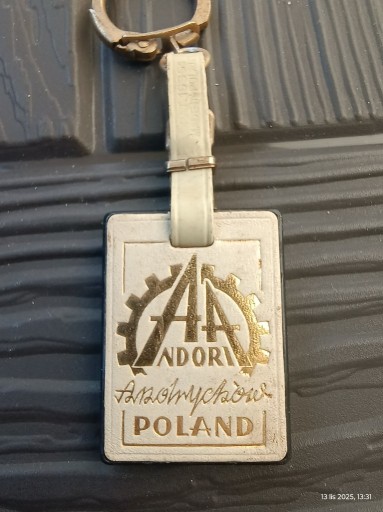 ANDORIA
Andrychów
POLAND
13 lis 2025, 13:31